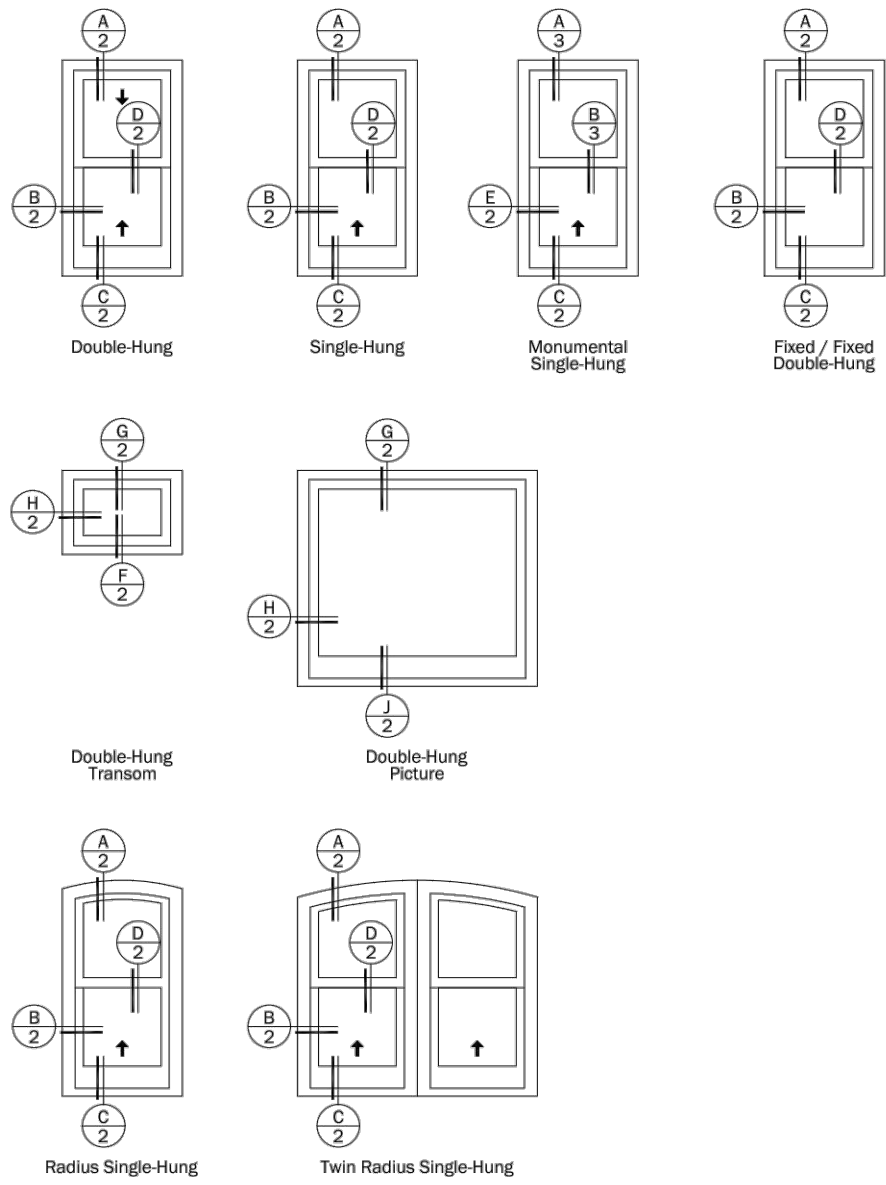 A A A A
2 2 3 2
D D B D
2 2 3 2
B B E B
2 2 2 2
C C C C
2 2 2 2
Double-Hung
Single-Hung
Monumental
Single-Hung
Fixed / Fixed
Double-Hung
G G
2 2
H
2
F
2
H
2
J
2
Double-Hung
Transom
Double-Hung
Picture
A A
2 2
D D
2 2
B B
2 2
C C
2 2
Radius Single-Hung
Twin Radius Single-Hung